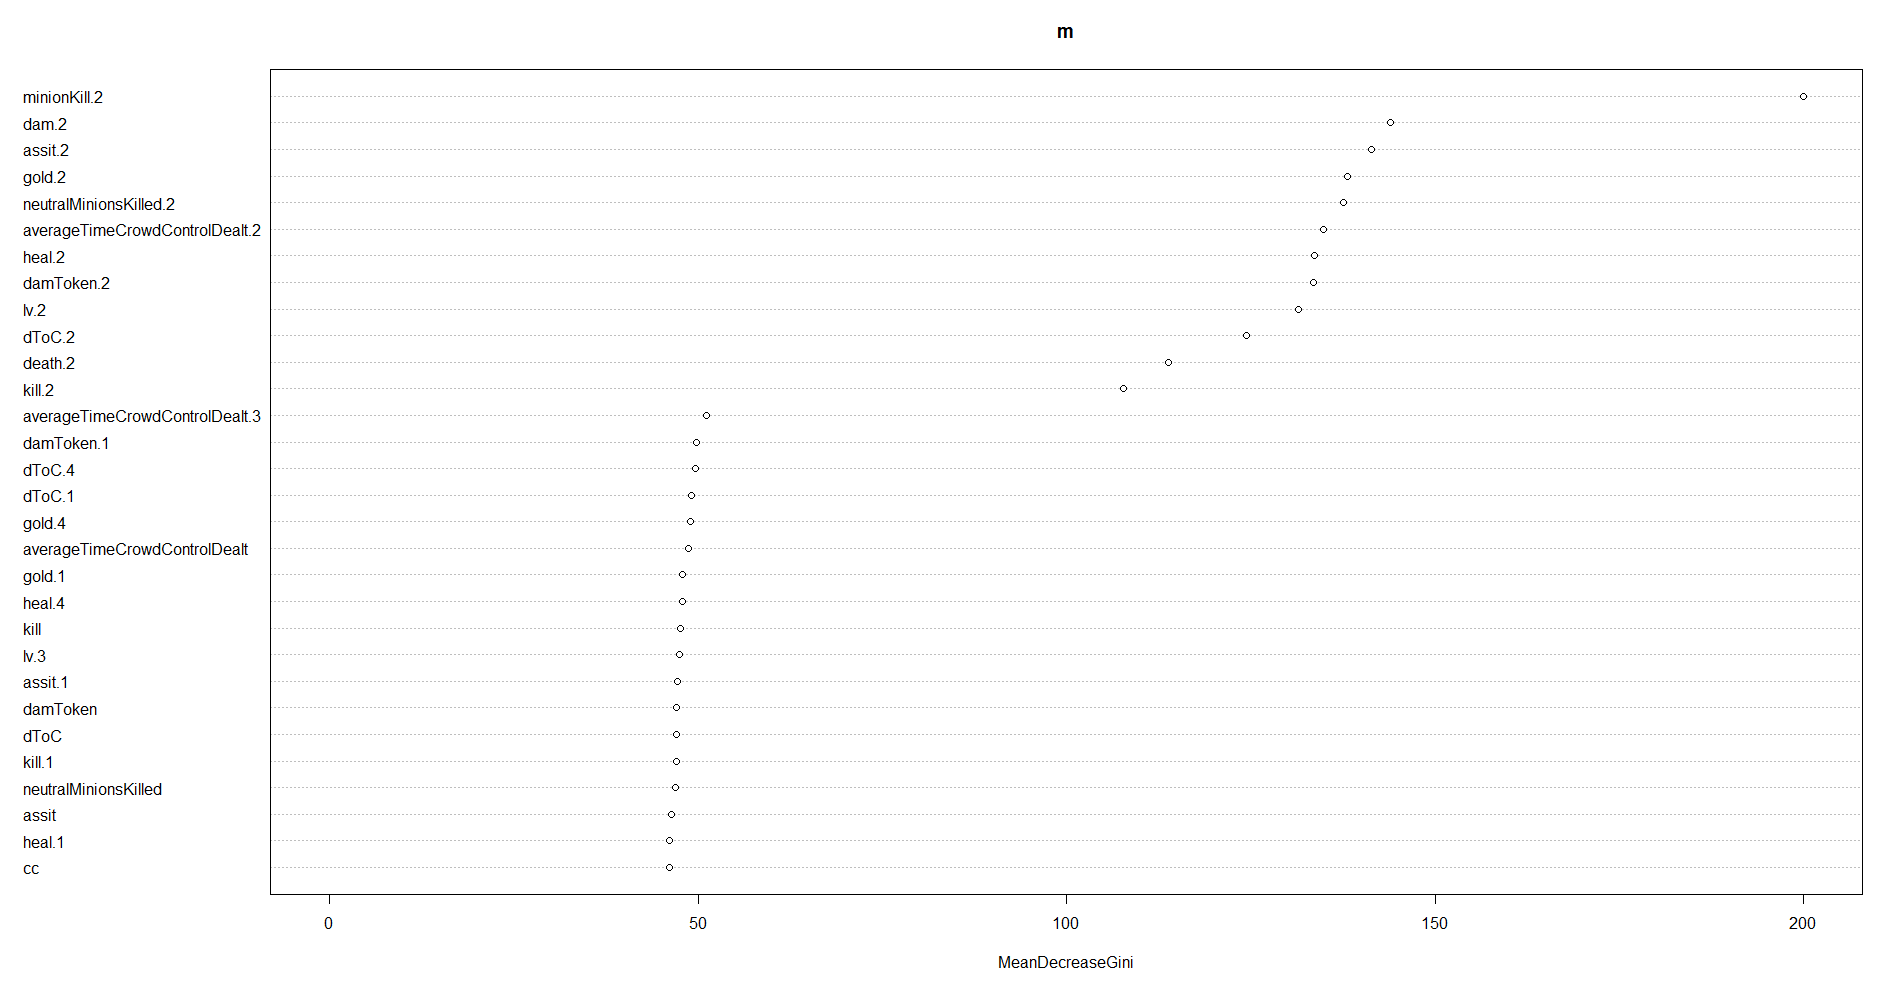 m
minionKill.2
dam.2
assit.2
gold.2
neutralMinionsKilled.2
averageTimeCrowdControlDealt.2
heal.2
damToken.2
lv.2
dToC.2
death.2
kill.2
averageTimeCrowdControlDealt.3
damToken.1
dToC.4
dToC.1
gold.4
averageTimeCrowdControlDealt
gold.1
heal.4
kill
lv.3
assit.1
damToken
dToC
kill.1
neutralMinionsKilled
assit
heal.1
cc
0 50 100 150 200
MeanDecreaseGini